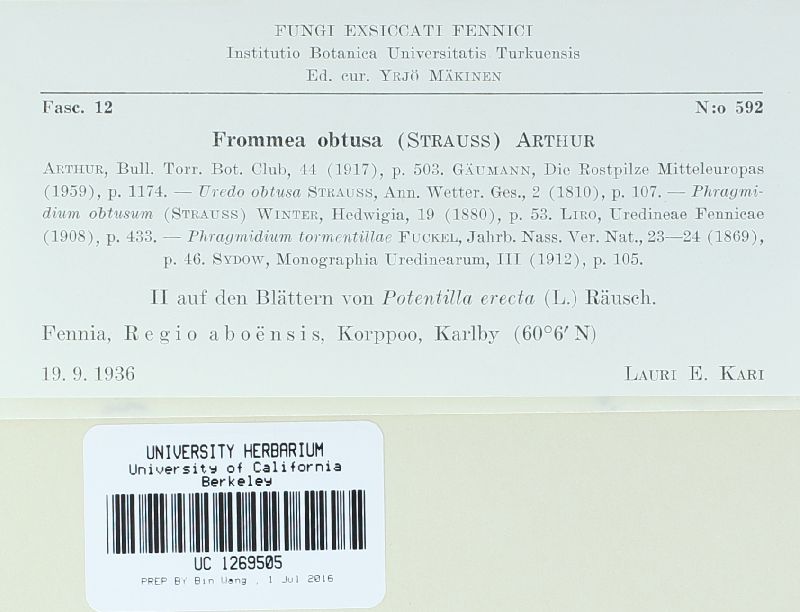 FUNGI EXSICCATI FENNICI
Institutio Botanica Universitatis Turkuensis
Ed. cur. YRJÖ MÄKINEN
Fasc. 12 N:o 592
Frommea obtusa (STRAUSS) ARTHUR
ARTHUR, Bull. Torr. Bot. Club, 44 (1917), p. 503. GÄUMANN, Die Rostpilze Mitteleuropas
(1959), p. 1174. — Uredo obtusa STRAUSS, Ann. Wetter. Ges., 2 (1810), p. 107. — Phragmi-
dium obtusum (STRAUSS) WINTER, Hedwigia, 19 (1880), p. 53. LIRO, Uredineae Fennicae
(1908), p. 433. — Phragmidium tormentillae FUCKEL, Jahrb. Nass. Ver. Nat., 23—24 (1869),
p. 46. SYDOW, Monographia Uredinearum, III (1912), p. 105.
II auf den Blättern von Potentilla erecta (L.) Räusch.
Fennia, Regio aboënsis, Korppoo, Karlby (60°6′ N)
19. 9. 1936 LAURI E. KARI
UNIVERSITY HERBARIUM
University of California
Berkeley
UC 1269505
PREP BY Bin Wang , 1 Jul 2016